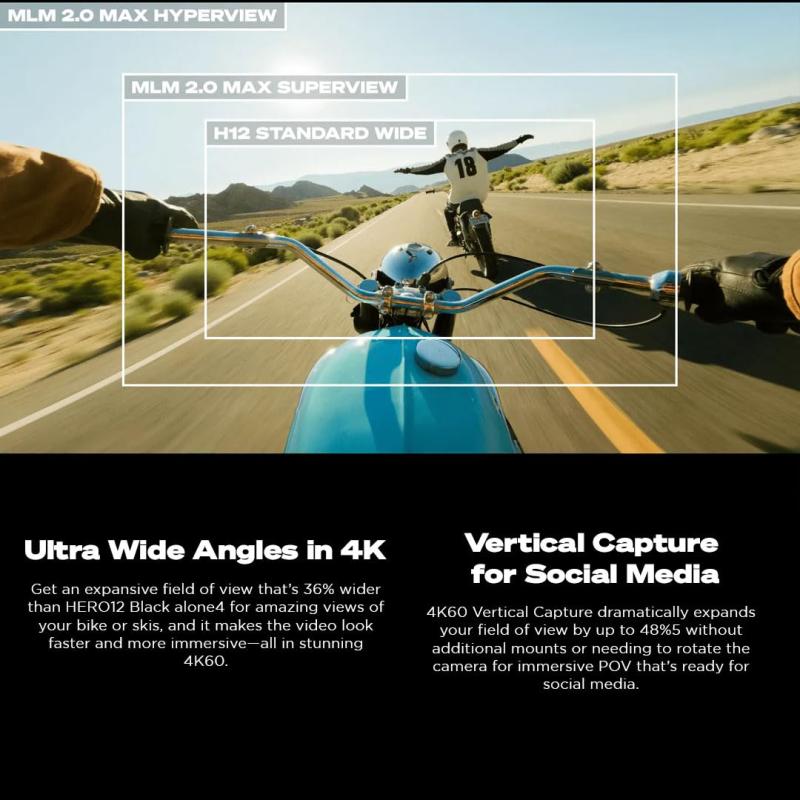 MLM 2.0 MAX HYPERVIEW
MLM 2.0 MAX SUPERVIEW
H12 STANDARD WIDE
18
Ultra Wide Angles in 4K
Get an expansive field of view that's 36% wider
than HERO12 Black alone4 for amazing views of
your bike or skis, and it makes the video look
faster and more immersive—all in stunning
4K60.
Vertical Capture
for Social Media
4K60 Vertical Capture dramatically expands
your field of view by up to 48%5 without
additional mounts or needing to rotate the
camera for immersive POV that's ready for
social media.